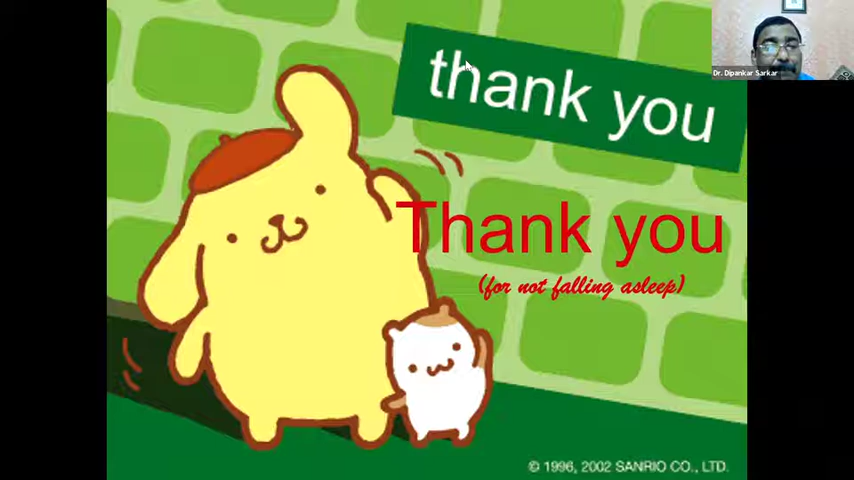 thank you
Dr. Dipankar Sarkar
Thank you
(for not falling asleep)
© 1996, 2002 SANRIO CO., LTD.